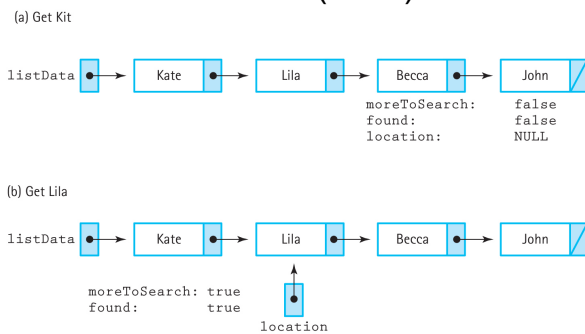 (a) Get Kit
listData Kate Lila Becca John
moreToSearch: false
found: false
location: NULL
(b) Get Lila
listData Kate Lila Becca John
moreToSearch: true
found: true
location